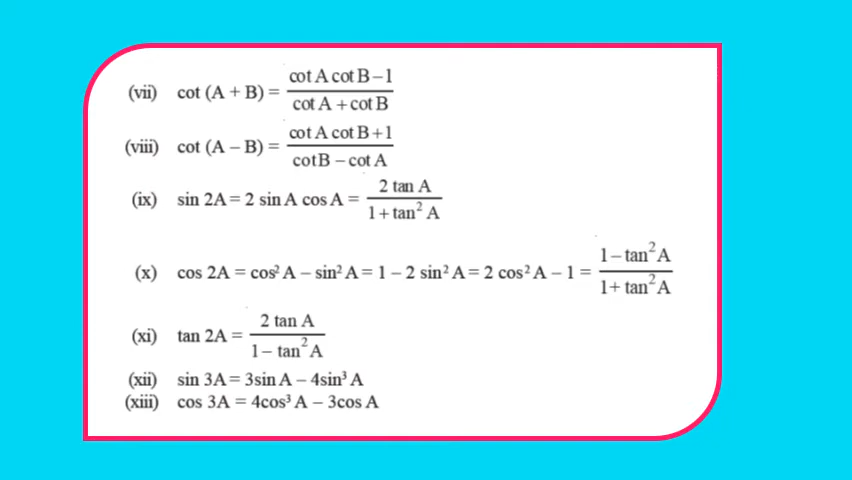 (vii) cot (A + B) = cot A cot B – 1 / cot A + cot B
(viii) cot (A – B) = cot A cot B + 1 / cot B – cot A
(ix) sin 2A = 2 sin A cos A = 2 tan A / 1 + tan² A
(x) cos 2A = cos² A – sin² A = 1 – 2 sin² A = 2 cos² A – 1 = 1 – tan² A / 1 + tan² A
(xi) tan 2A = 2 tan A / 1 – tan² A
(xii) sin 3A = 3sin A – 4sin³ A
(xiii) cos 3A = 4cos³ A – 3cos A